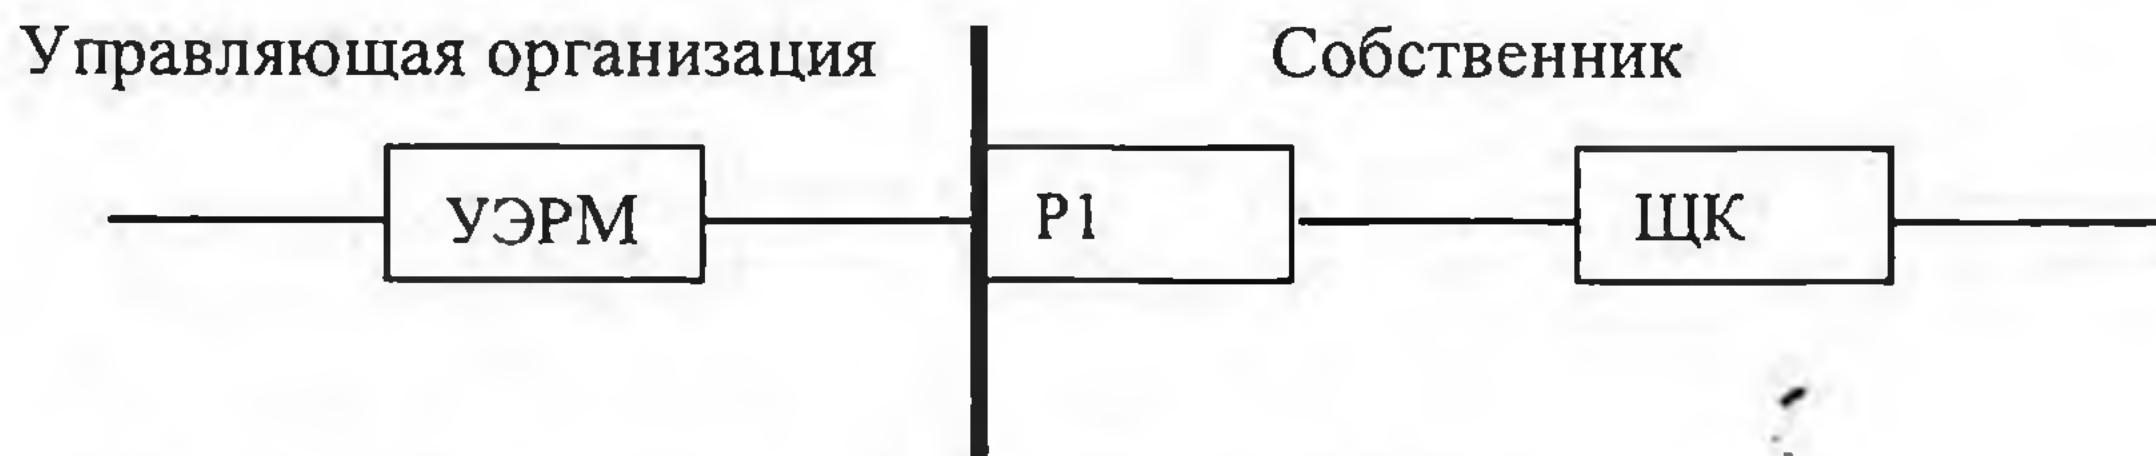 Управляющая организация Собственник
УЭРМ Р1 ЩК